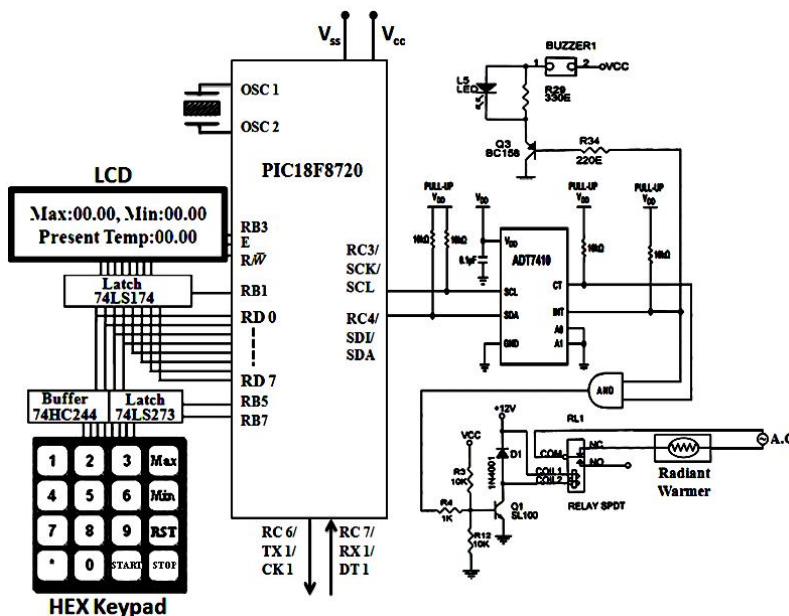 Vss
Vcc
OSC 1
OSC 2
PIC18F8720
LCD
Max:00.00, Min:00.00
Present Temp:00.00
RB3
E
R/W̅
Latch
74LS174
RB1
RD 0
RD 7
RB5
RB7
Buffer
74HC244
Latch
74LS273
1 2 3 Max
4 5 6 Min
7 8 9 RST
* 0 START STOP
HEX Keypad
RC3/
SCK/
SCL
RC4/
SDI/
SDA
RC 6/
TX 1/
CK 1
RC 7/
RX 1/
DT 1
BUZZER1
1 2 VCC
L5
LED
R29
330E
Q3
BC158
R34
220E
PULL-UP
VDD
VDD
PULL-UP
VDD
PULL-UP
VDD
10kΩ
10kΩ
0.1µF
10kΩ
10kΩ
VDD
ADT7410
SCL
SDA
GND
CT
INT
A0
A1
AND
+12V
VCC
R3
10K
R4
1K
R12
10K
D1
1N4001
Q1
SL100
RL1
COM
COIL1
COIL2
NC
NO
RELAY SPDT
Radiant
Warmer
A.C